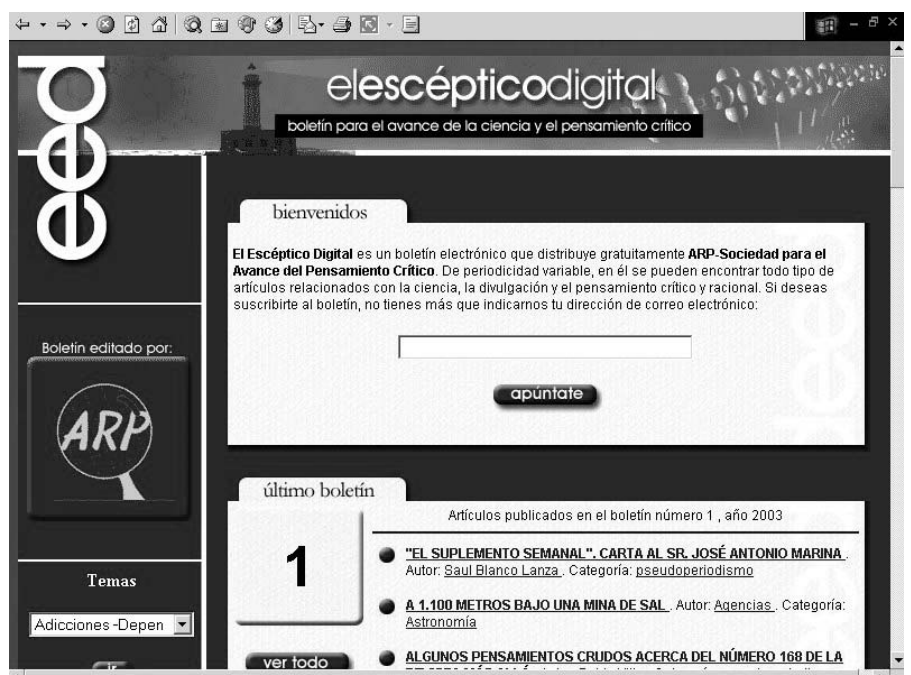 eed
elescépticodigital
boletín para el avance de la ciencia y el pensamiento crítico
bienvenidos
El Escéptico Digital es un boletín electrónico que distribuye gratuitamente ARP-Sociedad para el
Avance del Pensamiento Crítico. De periodicidad variable, en él se pueden encontrar todo tipo de
artículos relacionados con la ciencia, la divulgación y el pensamiento crítico y racional. Si deseas
suscribirte al boletín, no tienes más que indicarnos tu dirección de correo electrónico:
apúntate
Boletín editado por:
ARP
Temas
Adicciones -Depen
ir
último boletín
1
ver todo
Artículos publicados en el boletín número 1 , año 2003
"EL SUPLEMENTO SEMANAL". CARTA AL SR. JOSÉ ANTONIO MARINA .
Autor: Saul Blanco Lanza . Categoría: pseudoperiodismo
A 1.100 METROS BAJO UNA MINA DE SAL . Autor: Agencias . Categoría:
Astronomía
ALGUNOS PENSAMIENTOS CRUDOS ACERCA DEL NÚMERO 168 DE LA